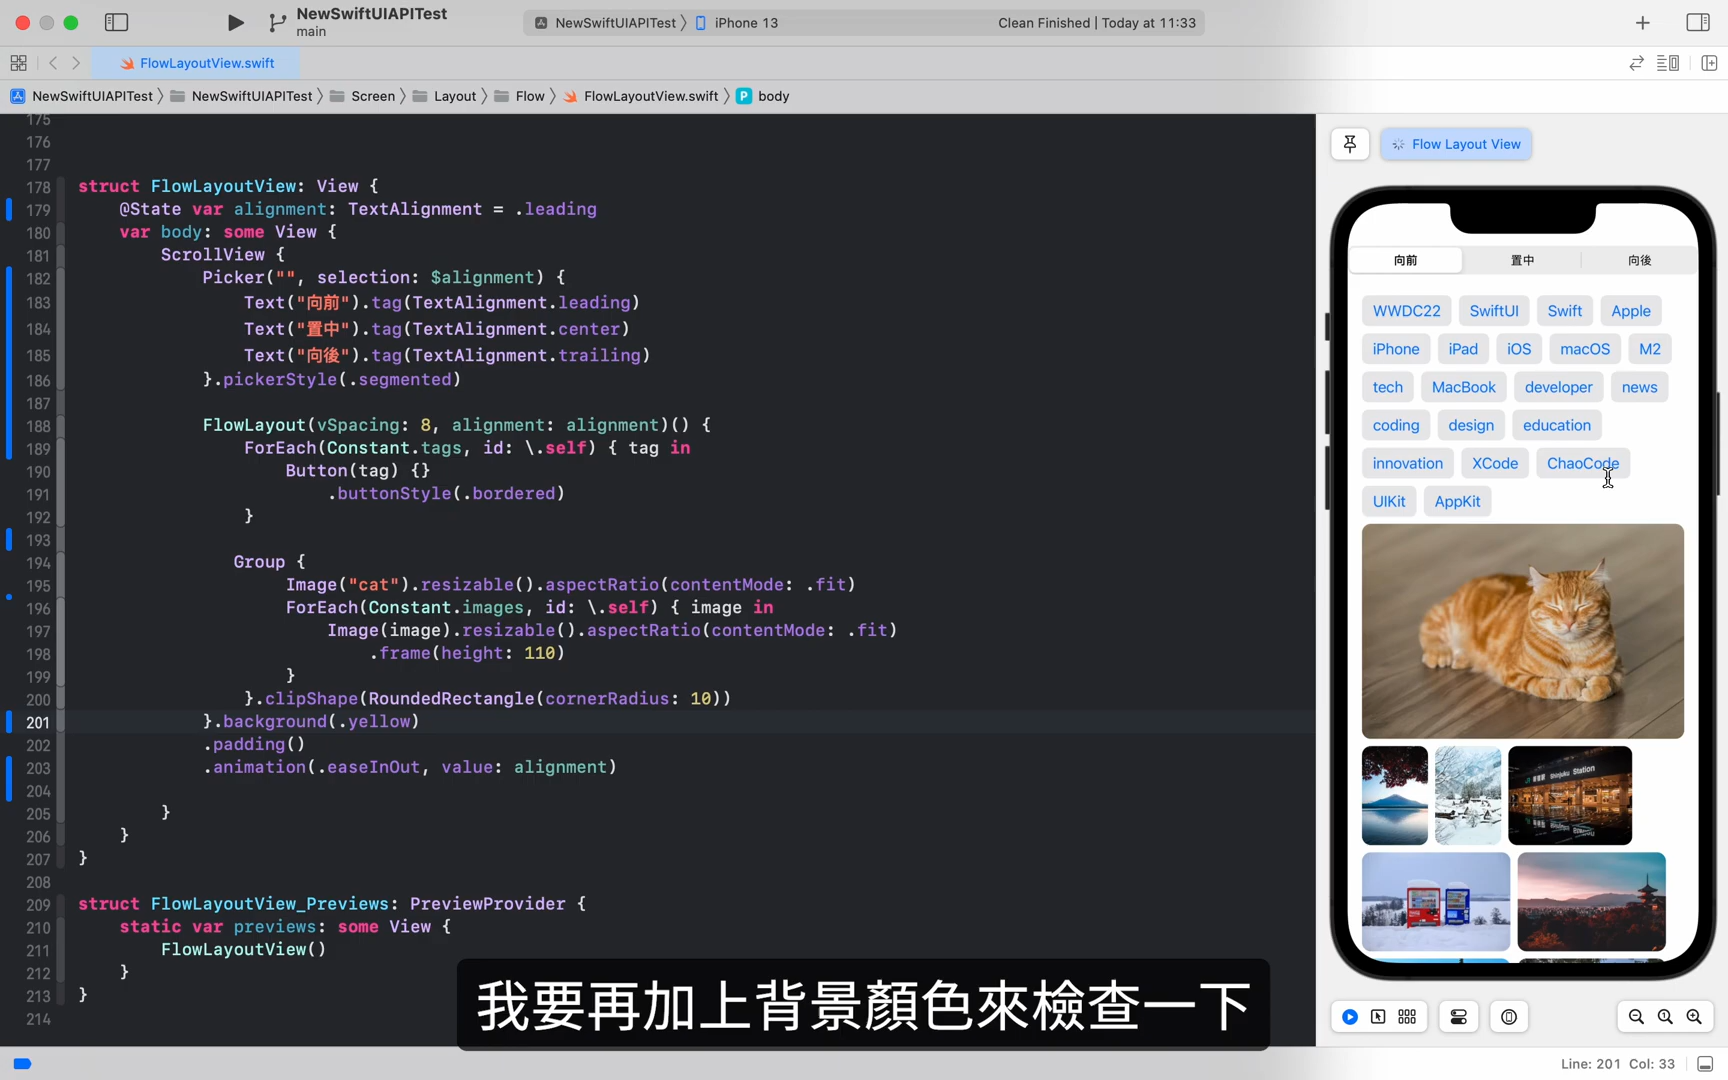 NewSwiftUIAPITest
main
NewSwiftUIAPITest 〉 iPhone 13
Clean Finished | Today at 11:33
FlowLayoutView.swift
NewSwiftUIAPITest 〉 NewSwiftUIAPITest 〉 Screen 〉 Layout 〉 Flow 〉 FlowLayoutView.swift 〉 P body
175
176
177
178 struct FlowLayoutView: View {
179 @State var alignment: TextAlignment = .leading
180 var body: some View {
181 ScrollView {
182 Picker("", selection: $alignment) {
183 Text("向前").tag(TextAlignment.leading)
184 Text("置中").tag(TextAlignment.center)
185 Text("向後").tag(TextAlignment.trailing)
186 }.pickerStyle(.segmented)
187
188 FlowLayout(vSpacing: 8, alignment: alignment)() {
189 ForEach(Constant.tags, id: \.self) { tag in
190 Button(tag) {}
191 .buttonStyle(.bordered)
192 }
193
194 Group {
195 Image("cat").resizable().aspectRatio(contentMode: .fit)
196 ForEach(Constant.images, id: \.self) { image in
197 Image(image).resizable().aspectRatio(contentMode: .fit)
198 .frame(height: 110)
199 }
200 }.clipShape(RoundedRectangle(cornerRadius: 10))
201 }.background(.yellow)
202 .padding()
203 .animation(.easeInOut, value: alignment)
204
205 }
206 }
207 }
208
209 struct FlowLayoutView_Previews: PreviewProvider {
210 static var previews: some View {
211 FlowLayoutView()
212 }
213 }
214
Flow Layout View
向前 置中 向後
WWDC22 SwiftUI Swift Apple
iPhone iPad iOS macOS M2
tech MacBook developer news
coding design education
innovation XCode ChaoCode
UIKit AppKit
Shinjuku Station
我要再加上背景顏色來檢查一下
Line: 201 Col: 33